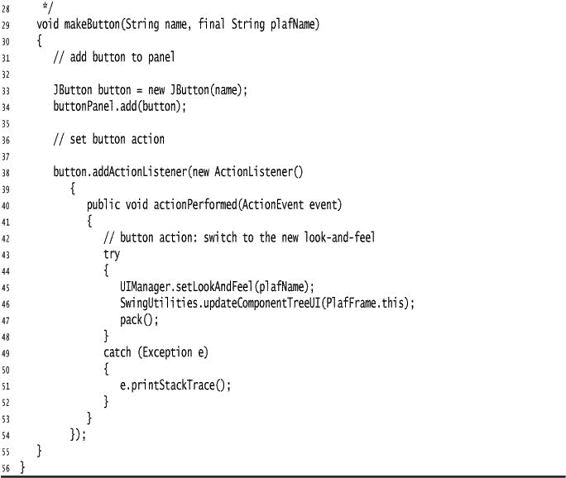 28      */
29     void makeButton(String name, final String plafName)
30     {
31        // add button to panel
32
33        JButton button = new JButton(name);
34        buttonPanel.add(button);
35
36        // set button action
37
38        button.addActionListener(new ActionListener()
39           {
40              public void actionPerformed(ActionEvent event)
41              {
42                 // button action: switch to the new look-and-feel
43                 try
44                 {
45                    UIManager.setLookAndFeel(plafName);
46                    SwingUtilities.updateComponentTreeUI(PlafFrame.this);
47                    pack();
48                 }
49                 catch (Exception e)
50                 {
51                    e.printStackTrace();
52                 }
53              }
54           });
55     }
56  }